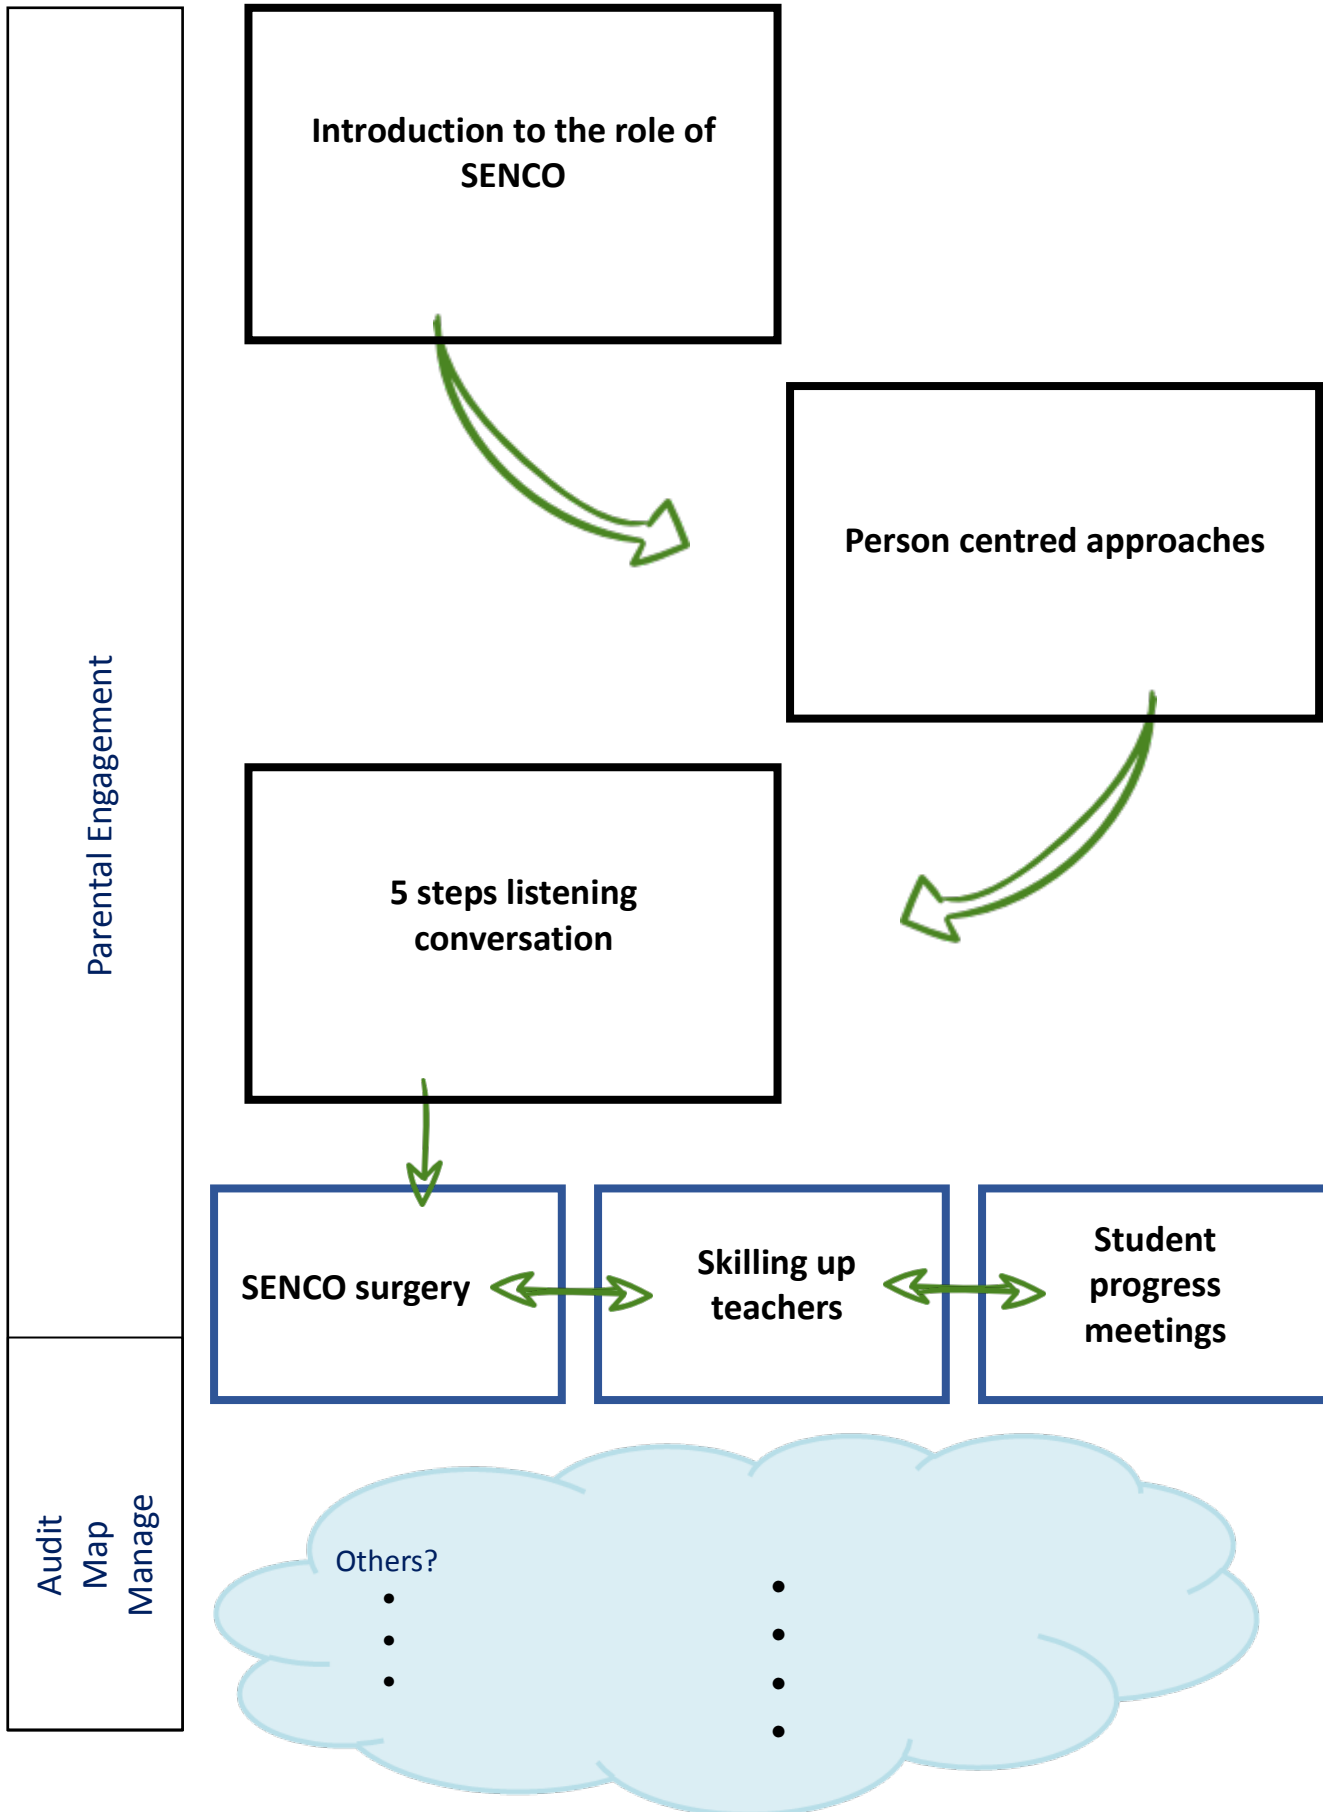 Introduction to the role of
SENCO
Person centred approaches
Parental Engagement
5 steps listening
conversation
SENCO surgery
Skilling up
teachers
Student
progress
meetings
Audit
Map
Manage
Others?
•
•
•
•
•
•
•